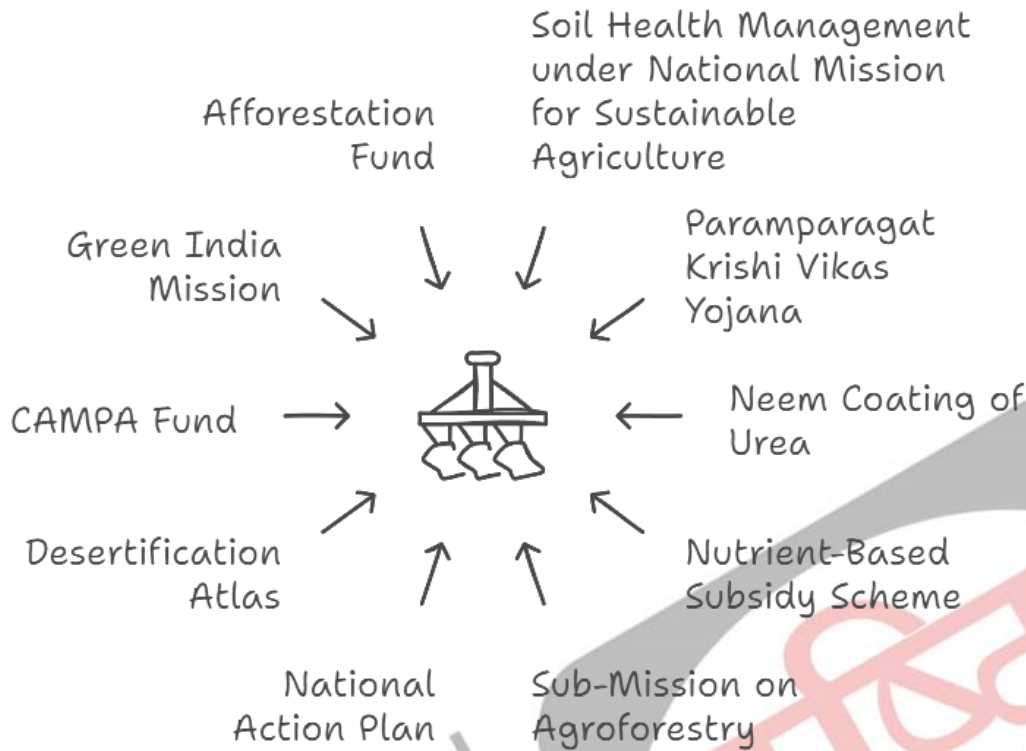 Soil Health Management
under National Mission
for Sustainable
Agriculture
Afforestation
Fund
Paramparagat
Krishi Vikas
Yojana
Green India
Mission
Neem Coating of
Urea
CAMPA Fund
Nutrient-Based
Subsidy Scheme
Desertification
Atlas
Sub-Mission on
Agroforestry
National
Action Plan